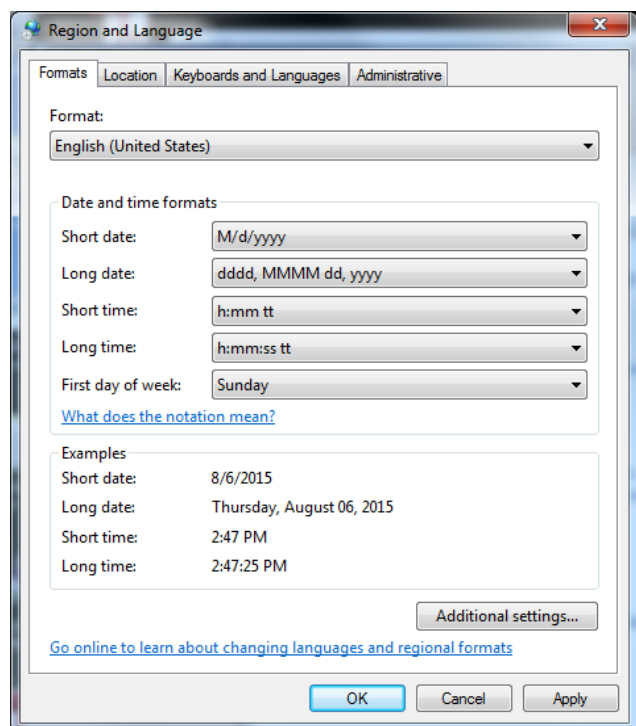 Region and Language
Formats Location Keyboards and Languages Administrative
Format:
English (United States)
Date and time formats
Short date: M/d/yyyy
Long date: dddd, MMMM dd, yyyy
Short time: h:mm tt
Long time: h:mm:ss tt
First day of week: Sunday
What does the notation mean?
Examples
Short date: 8/6/2015
Long date: Thursday, August 06, 2015
Short time: 2:47 PM
Long time: 2:47:25 PM
Additional settings...
Go online to learn about changing languages and regional formats
OK Cancel Apply